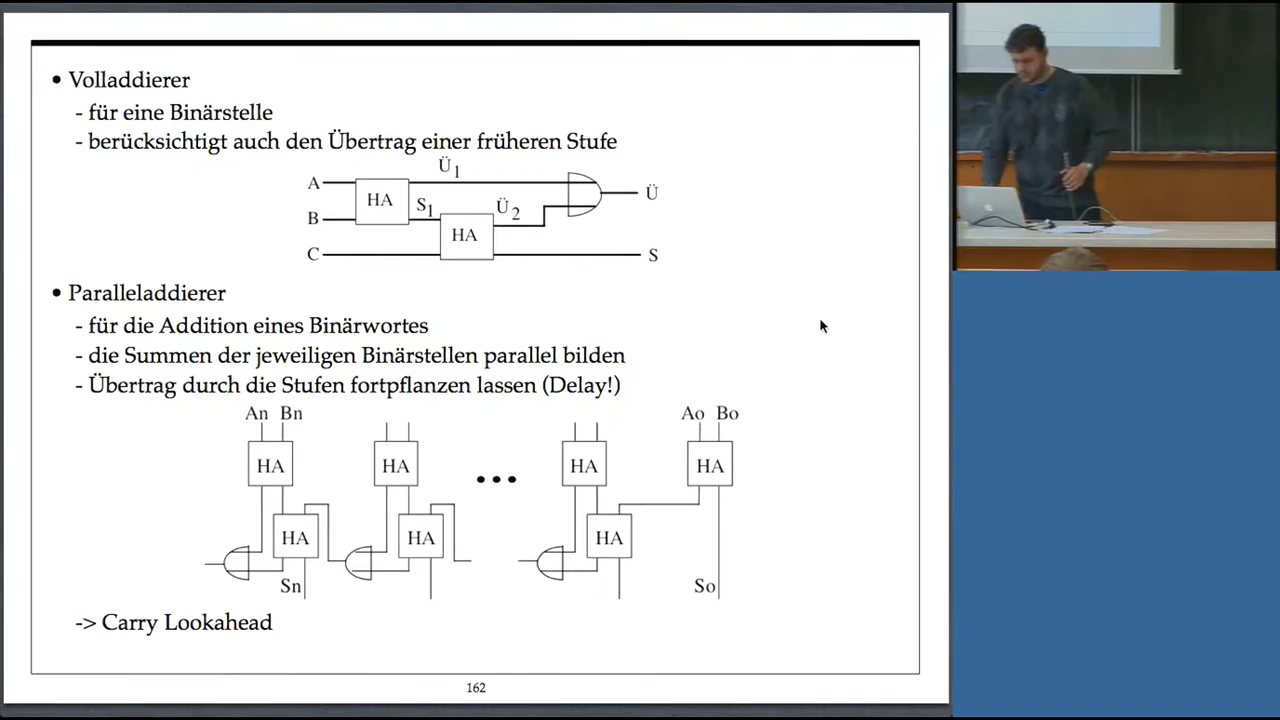 • Volladdierer
- für eine Binärstelle
- berücksichtigt auch den Übertrag einer früheren Stufe
Ü1
A
HA
Ü
S1
Ü2
B
HA
C
S
• Paralleladdierer
- für die Addition eines Binärwortes
- die Summen der jeweiligen Binärstellen parallel bilden
- Übertrag durch die Stufen fortpflanzen lassen (Delay!)
An Bn
Ao Bo
HA
HA
•••
HA
HA
HA
HA
HA
Sn
So
-> Carry Lookahead
162